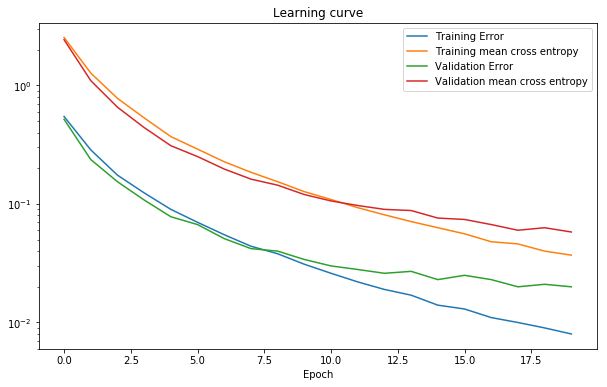 Learning curve
Training Error
Training mean cross entropy
Validation Error
Validation mean cross entropy
10⁰
10⁻¹
10⁻²
0.0 2.5 5.0 7.5 10.0 12.5 15.0 17.5
Epoch